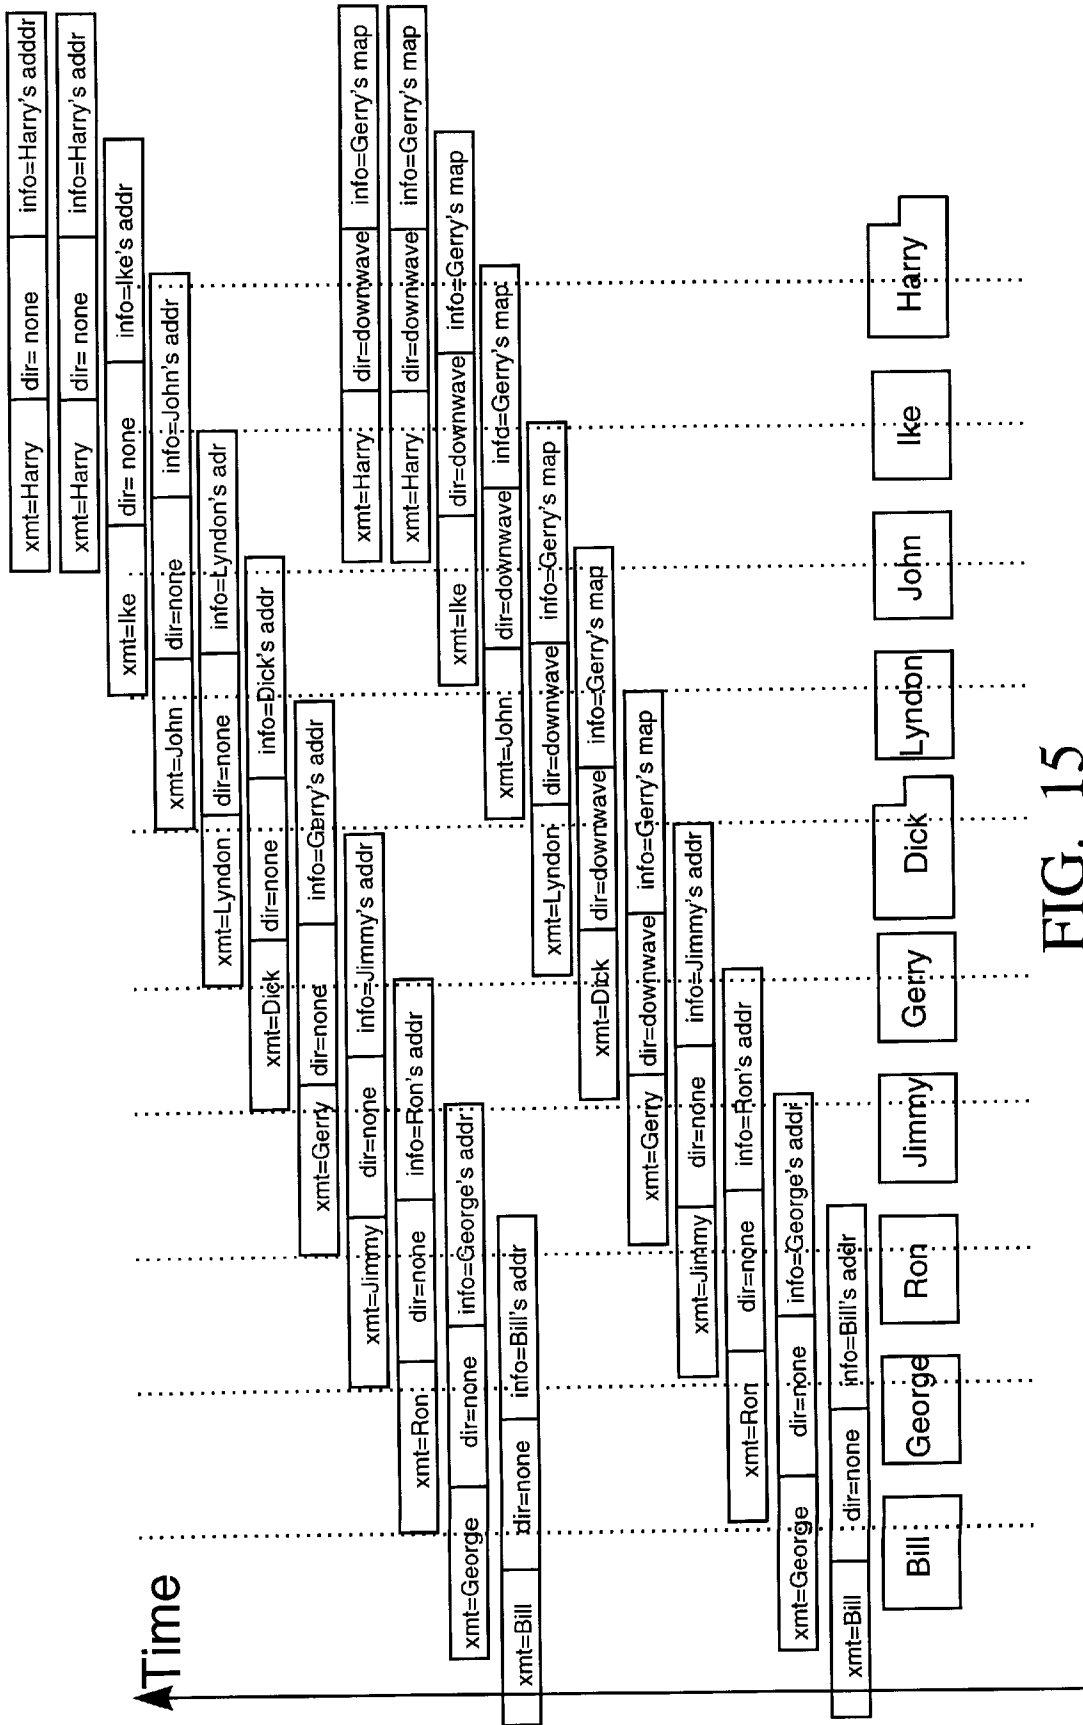 Time
xmt=Harry dir= none info=Harry's adddr
xmt=Harry dir= none info=Harry's addr
xmt=Ike dir= none info=Ike's addr
xmt=John dir=none info=John's addr
xmt=Lyndon dir=none info=Lyndon's adr
xmt=Dick dir=none info=Dick's addr
xmt=Gerry dir=none info=Gerry's addr
xmt=Jimmy dir=none info=Jimmy's addr
xmt=Ron dir=none info=Ron's addr
xmt=George dir=none info=George's addr
xmt=Bill dir=none info=Bill's addr
xmt=Harry dir=downwave info=Gerry's map
xmt=Harry dir=downwave info=Gerry's map
xmt=Ike dir=downwave info=Gerry's map
xmt=John dir=downwave infd=Gerry's map
xmt=Lyndon dir=downwave info=Gerry's map
xmt=Dick dir=downwave info=Gerry's map
xmt=Gerry dir=downwave info=Gerry's map
xmt=Jimmy dir=none info=Jimmy's addr
xmt=Ron dir=none info=Ron's addr
xmt=George dir=none info=George's addr
xmt=Bill dir=none info=Bill's addr
Bill George Ron Jimmy Gerry Dick Lyndon John Ike Harry
FIG. 15